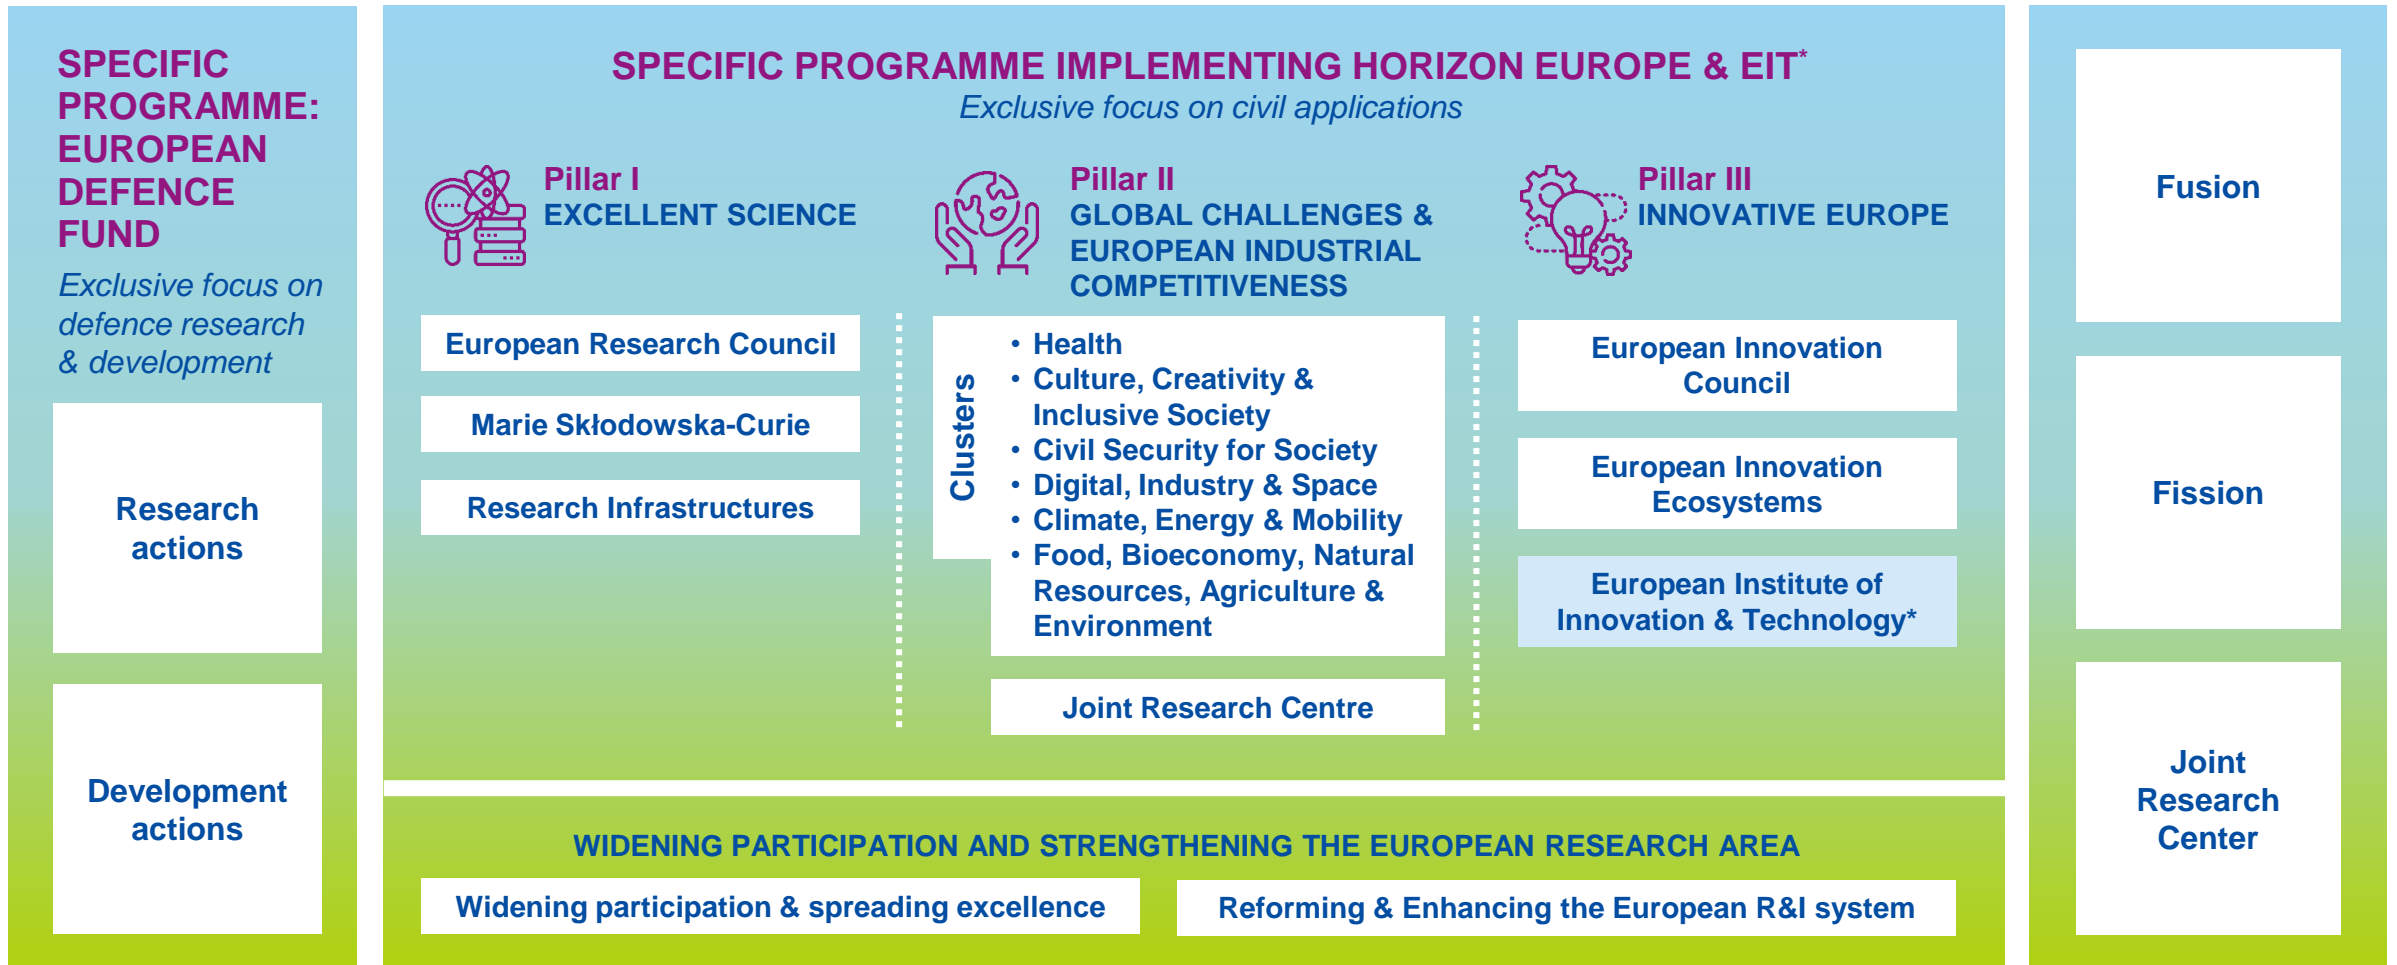 SPECIFIC
PROGRAMME:
EUROPEAN
DEFENCE
FUND
Exclusive focus on
defence research
& development
Research
actions
Development
actions
SPECIFIC PROGRAMME IMPLEMENTING HORIZON EUROPE & EIT*
Exclusive focus on civil applications
Pillar I
EXCELLENT SCIENCE
European Research Council
Marie Skłodowska-Curie
Research Infrastructures
Pillar II
GLOBAL CHALLENGES &
EUROPEAN INDUSTRIAL
COMPETITIVENESS
Clusters
• Health
• Culture, Creativity &
Inclusive Society
• Civil Security for Society
• Digital, Industry & Space
• Climate, Energy & Mobility
• Food, Bioeconomy, Natural
Resources, Agriculture &
Environment
Joint Research Centre
Pillar III
INNOVATIVE EUROPE
European Innovation
Council
European Innovation
Ecosystems
European Institute of
Innovation & Technology*
WIDENING PARTICIPATION AND STRENGTHENING THE EUROPEAN RESEARCH AREA
Widening participation & spreading excellence
Reforming & Enhancing the European R&I system
Fusion
Fission
Joint
Research
Center